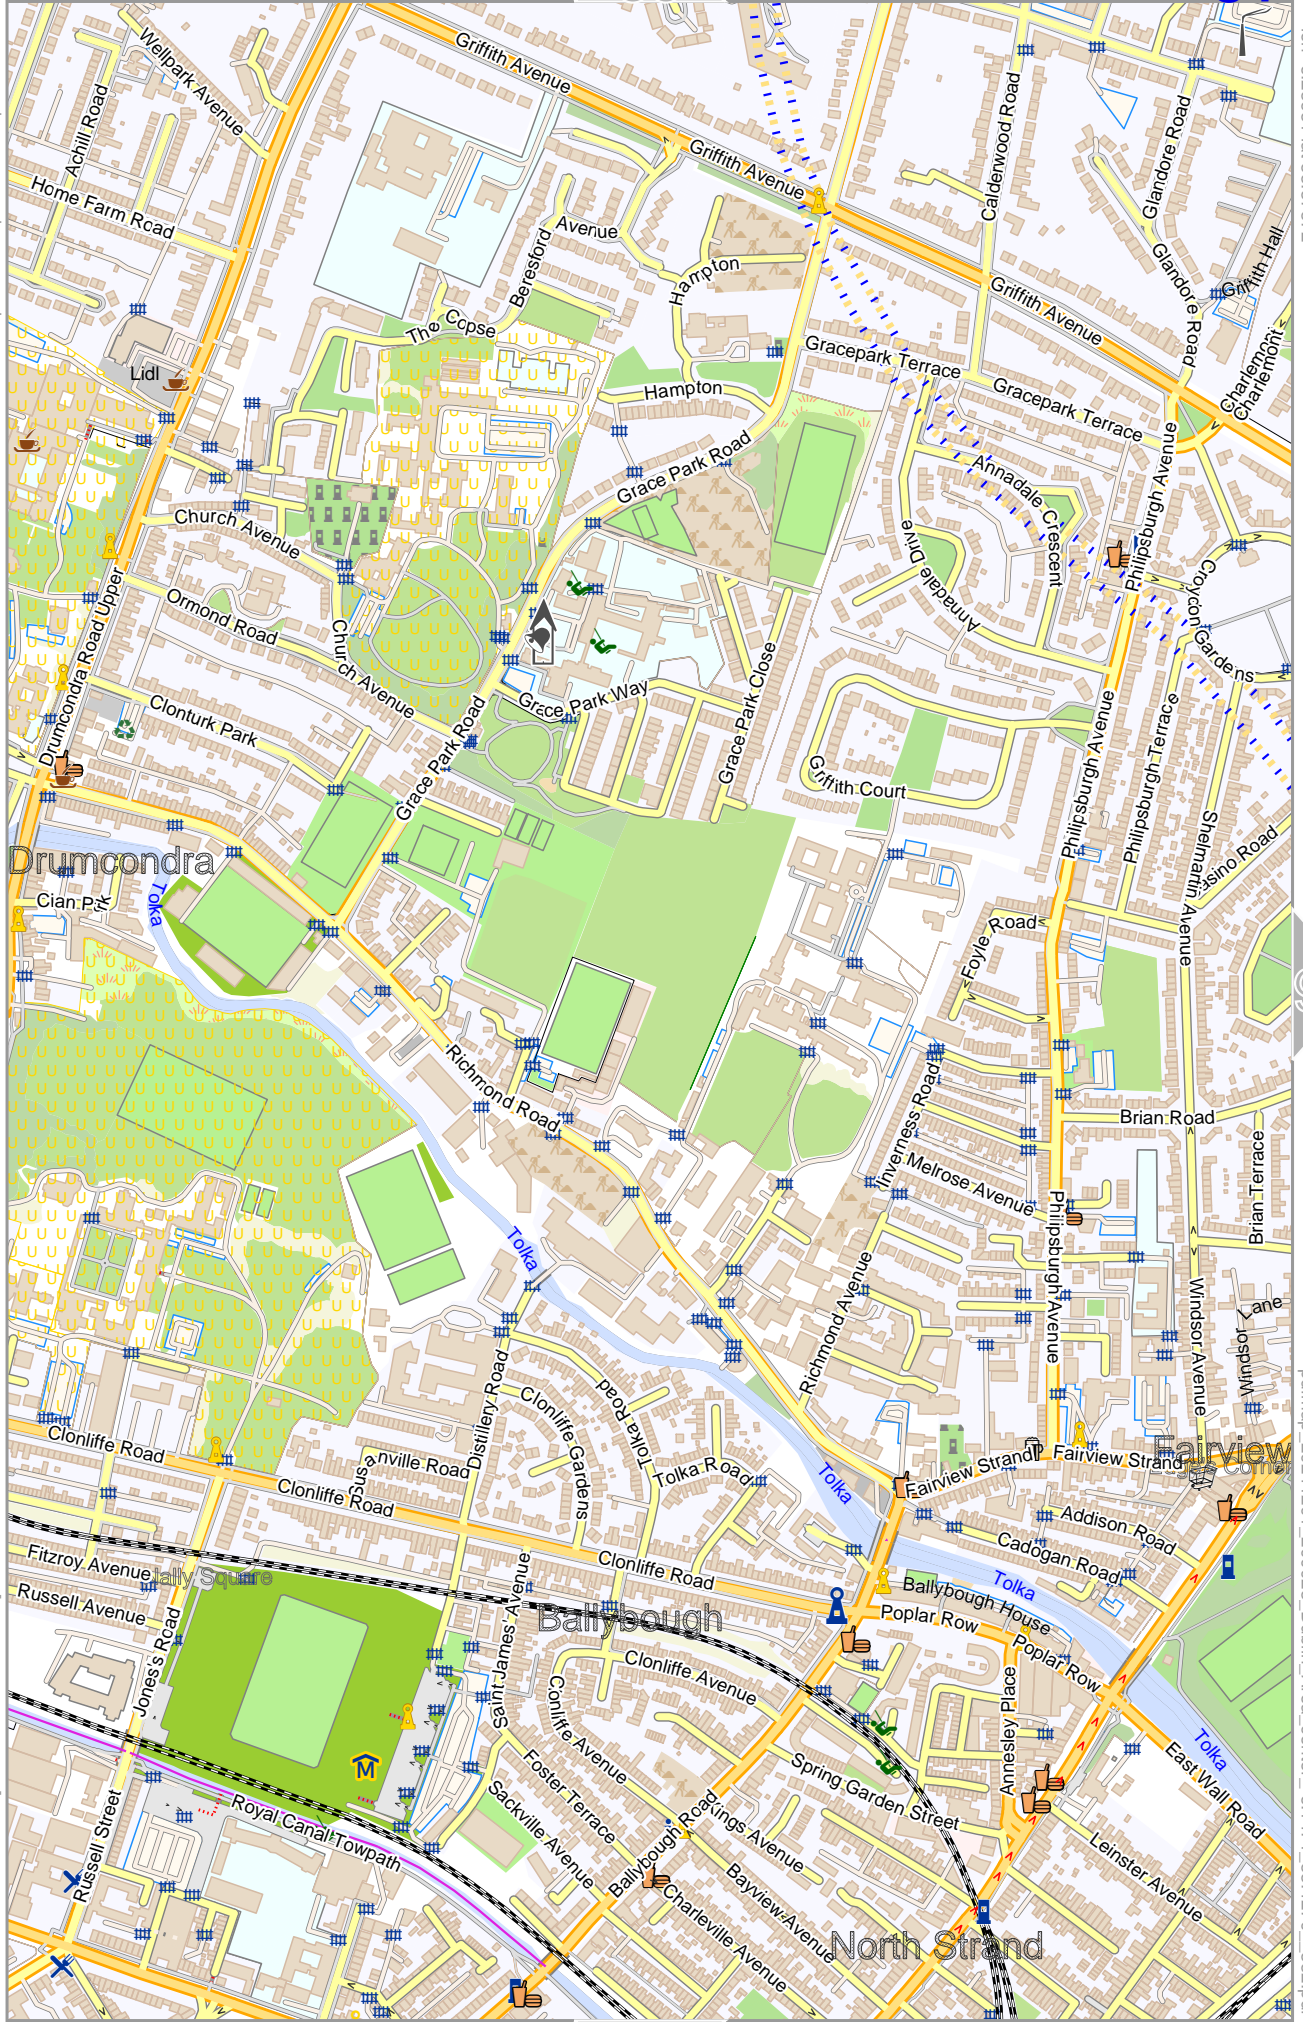 Griffith Avenue
Wellpark Avenue
Achill Road
Calderwood Road
Glandore Road
Griffith Avenue
Home Farm Road
Avenue
Beresford
Hampton
Glandore Road
Griffith Hall
Griffith Avenue
The Copse
Gracepark Terrace
Charlemont
Charlemont
Lidl
Hampton
Gracepark Terrace
Grace Park Road
Annadale Crescent
Philipsburgh Avenue
Church Avenue
Annadale Drive
Croydon Gardens
Drumcondra Road Upper
Ormond Road
Church Avenue
Grace Park Close
Grace Park Way
Clonturk Park
Grace Park Road
Philipsburgh Avenue
Philipsburgh Terrace
Griffith Court
Shelmartin Avenue
Drumcondra
Cian Park
Tolka
Foyle Road
Richmond Road
Inverness Road
Brian Road
Melrose Avenue
Brian Terrace
Philipsburgh Avenue
Tolka
Richmond Avenue
Windsor Avenue
Lane
Windsor
Distillery Road
Clonliffe Gardens
Tolka Road
Clonliffe Road
Tolka Road
Tolka
Fairview Strand
Fairview Strand
Fairview
Clonliffe Road
Addison Road
Cadogan Road
Clonliffe Road
Fitzroy Avenue
Russell Avenue
Tolka
Ballybough House
Ballybough
Poplar Row
Poplar Row
Jones's Road
Saint James Avenue
Clonliffe Avenue
Conliffe Avenue
Annesley Place
Tolka
East Wall Road
M
Foster Terrace
Spring Garden Street
Sackville Avenue
Royal Canal Towpath
Russell Street
Ballybough Road
Kings Avenue
Leinster Avenue
Bayview Avenue
Charleville Avenue
North Strand